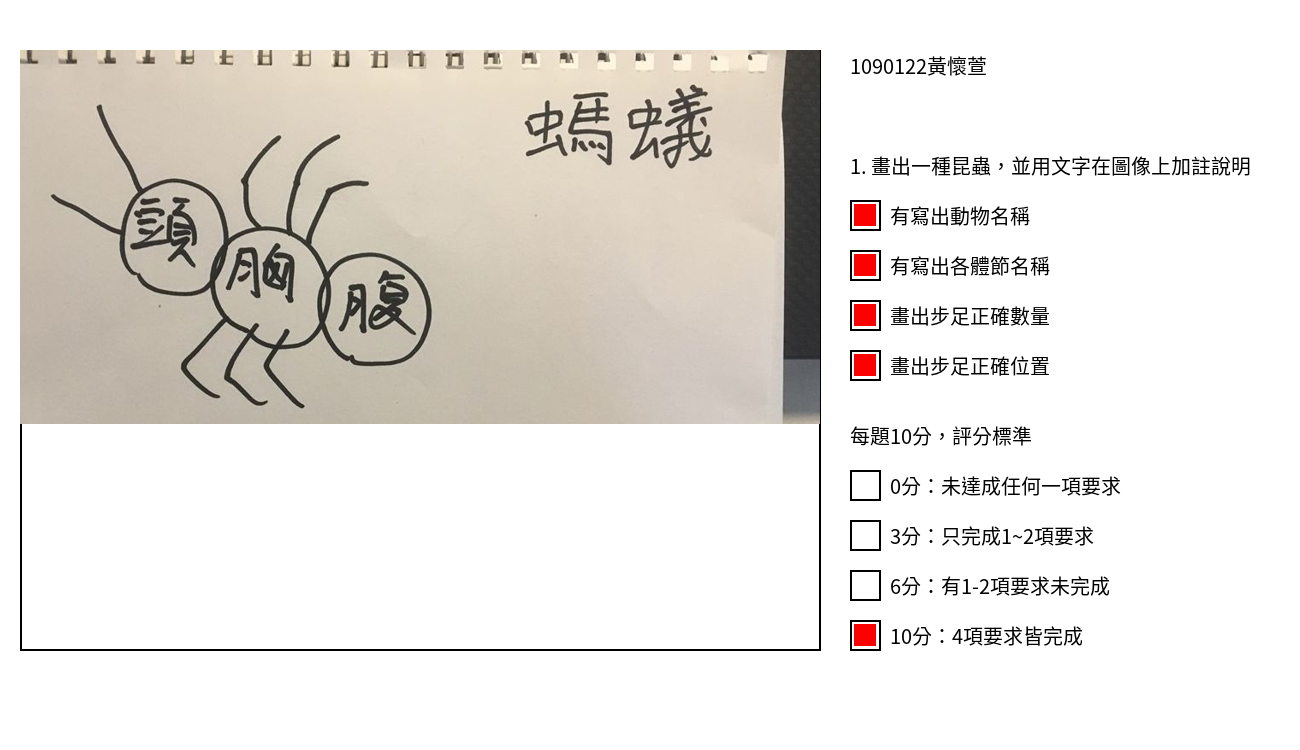 螞蟻
頭
胸
腹
1090122黃懷萱
1. 畫出一種昆蟲，並用文字在圖像上加註說明
有寫出動物名稱
有寫出各體節名稱
畫出步足正確數量
畫出步足正確位置
每題10分，評分標準
0分：未達成任何一項要求
3分：只完成1~2項要求
6分：有1-2項要求未完成
10分：4項要求皆完成